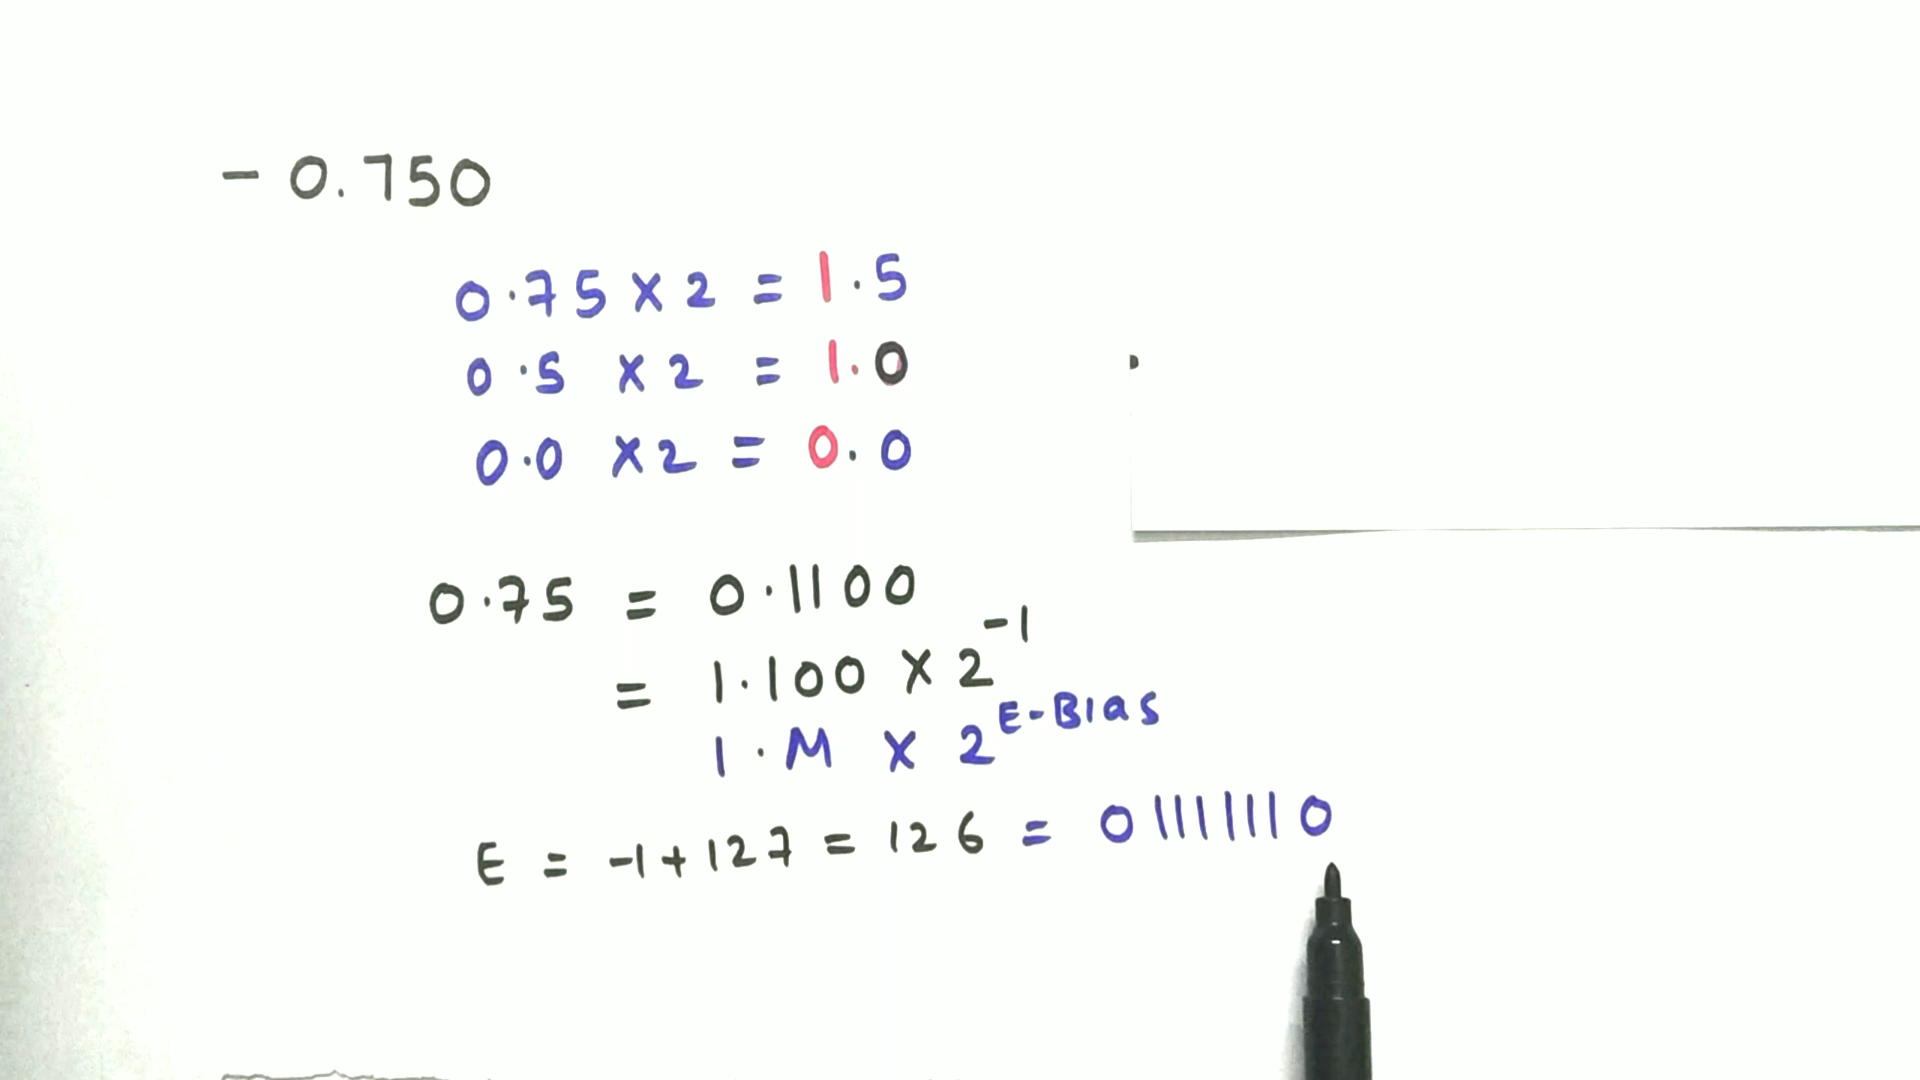 - 0.750
0.75 x 2 = 1.5
0.5 x 2 = 1.0
0.0 x 2 = 0.0
0.75 = 0.1100
= 1.100 x 2^-1
1.M x 2^E-Bias
E = -1+127 = 126 = 01111110